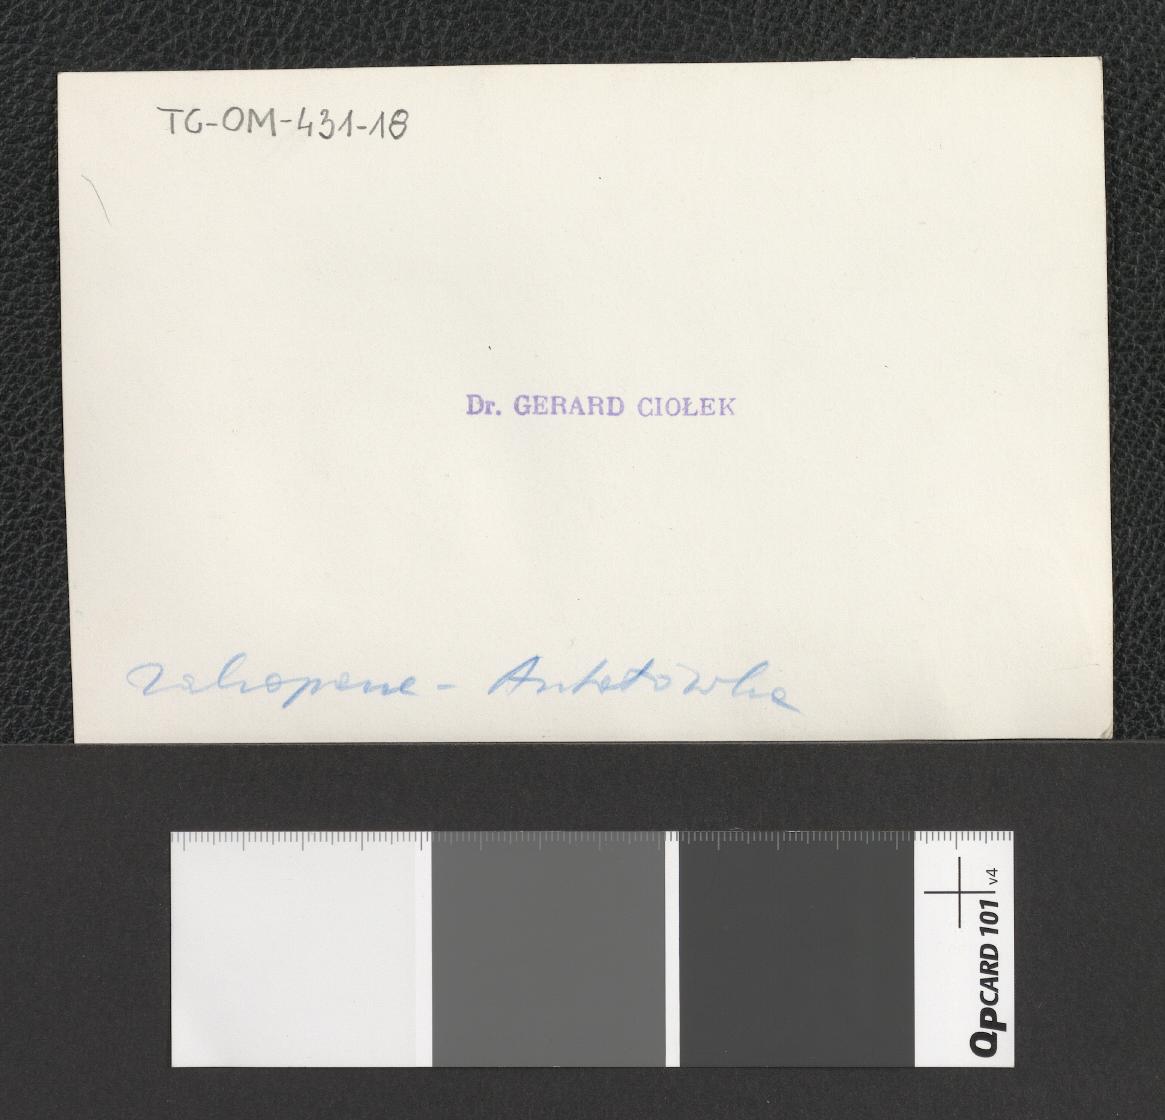 TG-OM-431-18
Dr. GERARD CIOŁEK
Zakopane - Antałówka
QPCARD 101 v4